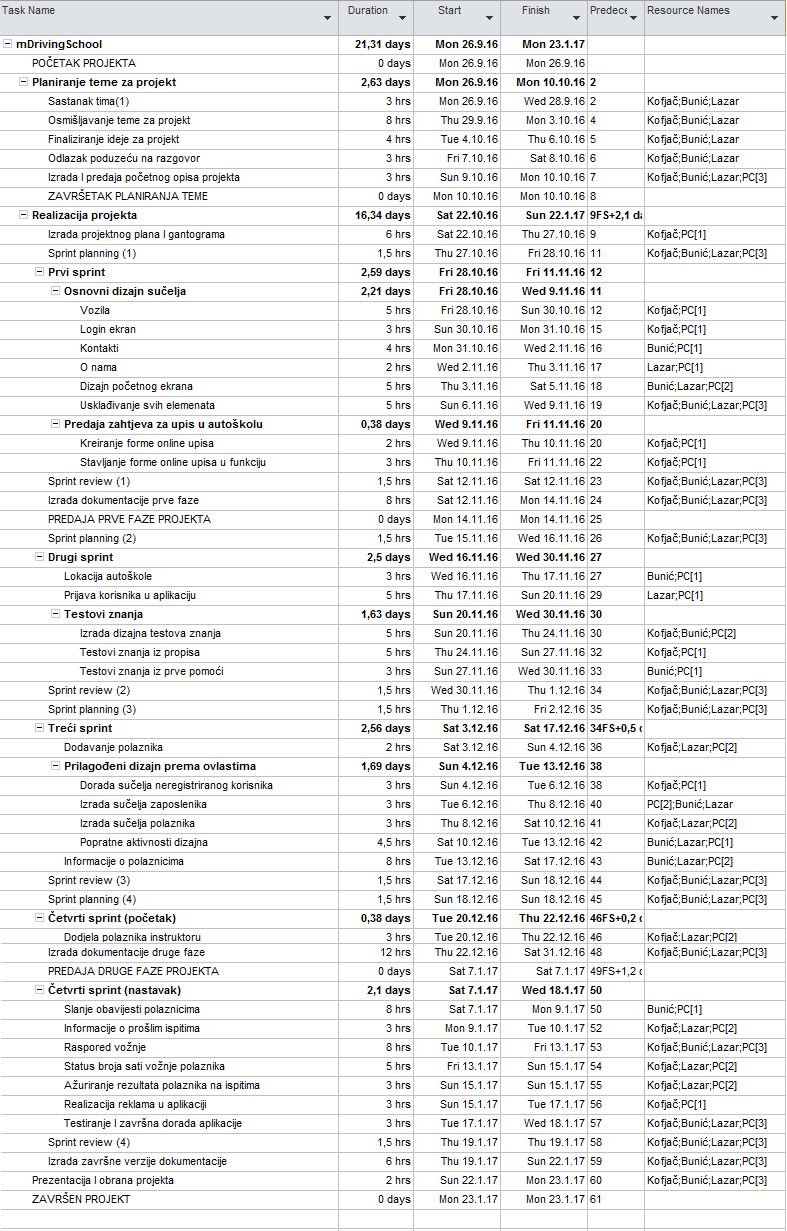 Task Name Duration Start Finish Predece Resource Names
mDrivingSchool 21,31 days Mon 26.9.16 Mon 23.1.17
POČETAK PROJEKTA 0 days Mon 26.9.16 Mon 26.9.16
Planiranje teme za projekt 2,63 days Mon 26.9.16 Mon 10.10.16 2
Sastanak tima(1) 3 hrs Mon 26.9.16 Wed 28.9.16 2 Kofjač;Bunić;Lazar
Osmišljavanje teme za projekt 8 hrs Thu 29.9.16 Mon 3.10.16 4 Kofjač;Bunić;Lazar
Finaliziranje ideje za projekt 4 hrs Tue 4.10.16 Thu 6.10.16 5 Kofjač;Bunić;Lazar
Odlazak poduzeću na razgovor 3 hrs Fri 7.10.16 Sat 8.10.16 6 Kofjač;Bunić;Lazar
Izrada I predaja početnog opisa projekta 3 hrs Sun 9.10.16 Mon 10.10.16 7 Kofjač;Bunić;Lazar;PC[3]
ZAVRŠETAK PLANIRANJA TEME 0 days Mon 10.10.16 Mon 10.10.16 8
Realizacija projekta 16,34 days Sat 22.10.16 Sun 22.1.17 9FS+2,1 da
Izrada projektnog plana I gantograma 6 hrs Sat 22.10.16 Thu 27.10.16 9 Kofjač;PC[1]
Sprint planning (1) 1,5 hrs Thu 27.10.16 Fri 28.10.16 11 Kofjač;Bunić;Lazar;PC[3]
Prvi sprint 2,59 days Fri 28.10.16 Fri 11.11.16 12
Osnovni dizajn sučelja 2,21 days Fri 28.10.16 Wed 9.11.16 11
Vozila 5 hrs Fri 28.10.16 Sun 30.10.16 12 Kofjač;PC[1]
Login ekran 3 hrs Sun 30.10.16 Mon 31.10.16 15 Kofjač;PC[1]
Kontakti 4 hrs Mon 31.10.16 Wed 2.11.16 16 Bunić;PC[1]
O nama 2 hrs Wed 2.11.16 Thu 3.11.16 17 Lazar;PC[1]
Dizajn početnog ekrana 5 hrs Thu 3.11.16 Sat 5.11.16 18 Bunić;Lazar;PC[2]
Usklađivanje svih elemenata 5 hrs Sun 6.11.16 Wed 9.11.16 19 Kofjač;Bunić;Lazar;PC[3]
Predaja zahtjeva za upis u autoškolu 0,38 days Wed 9.11.16 Fri 11.11.16 20
Kreiranje forme online upisa 2 hrs Wed 9.11.16 Thu 10.11.16 20 Kofjač;PC[1]
Stavljanje forme online upisa u funkciju 3 hrs Thu 10.11.16 Fri 11.11.16 22 Kofjač;PC[1]
Sprint review (1) 1,5 hrs Sat 12.11.16 Sat 12.11.16 23 Kofjač;Bunić;Lazar;PC[3]
Izrada dokumentacije prve faze 8 hrs Sat 12.11.16 Mon 14.11.16 24 Kofjač;Bunić;Lazar;PC[3]
PREDAJA PRVE FAZE PROJEKTA 0 days Mon 14.11.16 Mon 14.11.16 25
Sprint planning (2) 1,5 hrs Tue 15.11.16 Wed 16.11.16 26 Kofjač;Bunić;Lazar;PC[3]
Drugi sprint 2,5 days Wed 16.11.16 Wed 30.11.16 27
Lokacija autoškole 3 hrs Wed 16.11.16 Thu 17.11.16 27 Bunić;PC[1]
Prijava korisnika u aplikaciju 5 hrs Thu 17.11.16 Sun 20.11.16 29 Lazar;PC[1]
Testovi znanja 1,63 days Sun 20.11.16 Wed 30.11.16 30
Izrada dizajna testova znanja 5 hrs Sun 20.11.16 Thu 24.11.16 30 Kofjač;Bunić;PC[2]
Testovi znanja iz propisa 5 hrs Thu 24.11.16 Sun 27.11.16 32 Kofjač;PC[1]
Testovi znanja iz prve pomoći 3 hrs Sun 27.11.16 Wed 30.11.16 33 Bunić;PC[1]
Sprint review (2) 1,5 hrs Wed 30.11.16 Thu 1.12.16 34 Kofjač;Bunić;Lazar;PC[3]
Sprint planning (3) 1,5 hrs Thu 1.12.16 Fri 2.12.16 35 Kofjač;Bunić;Lazar;PC[3]
Treći sprint 2,56 days Sat 3.12.16 Sat 17.12.16 34FS+0,5 c
Dodavanje polaznika 2 hrs Sat 3.12.16 Sun 4.12.16 36 Kofjač;Lazar;PC[2]
Prilagođeni dizajn prema ovlastima 1,69 days Sun 4.12.16 Tue 13.12.16 38
Dorada sučelja neregistriranog korisnika 3 hrs Sun 4.12.16 Tue 6.12.16 38 Kofjač;PC[1]
Izrada sučelja zaposlenika 3 hrs Tue 6.12.16 Thu 8.12.16 40 PC[2];Bunić;Lazar
Izrada sučelja polaznika 3 hrs Thu 8.12.16 Sat 10.12.16 41 Kofjač;Lazar;PC[2]
Popratne aktivnosti dizajna 4,5 hrs Sat 10.12.16 Tue 13.12.16 42 Bunić;Lazar;PC[1]
Informacije o polaznicima 8 hrs Tue 13.12.16 Sat 17.12.16 43 Bunić;Lazar;PC[2]
Sprint review (3) 1,5 hrs Sat 17.12.16 Sun 18.12.16 44 Kofjač;Bunić;Lazar;PC[3]
Sprint planning (4) 1,5 hrs Sun 18.12.16 Sun 18.12.16 45 Kofjač;Bunić;Lazar;PC[3]
Četvrti sprint (početak) 0,38 days Tue 20.12.16 Thu 22.12.16 46FS+0,2 c
Dodjela polaznika instruktoru 3 hrs Tue 20.12.16 Thu 22.12.16 46 Kofjač;Lazar;PC[2]
Izrada dokumentacije druge faze 12 hrs Thu 22.12.16 Sat 31.12.16 48 Kofjač;Bunić;Lazar;PC[3]
PREDAJA DRUGE FAZE PROJEKTA 0 days Sat 7.1.17 Sat 7.1.17 49FS+1,2 c
Četvrti sprint (nastavak) 2,1 days Sat 7.1.17 Wed 18.1.17 50
Slanje obavijesti polaznicima 8 hrs Sat 7.1.17 Mon 9.1.17 50 Bunić;PC[1]
Informacije o prošlim ispitima 3 hrs Mon 9.1.17 Tue 10.1.17 52 Kofjač;Lazar;PC[2]
Raspored vožnje 8 hrs Tue 10.1.17 Fri 13.1.17 53 Kofjač;Bunić;Lazar;PC[3]
Status broja sati vožnje polaznika 5 hrs Fri 13.1.17 Sun 15.1.17 54 Kofjač;Lazar;PC[2]
Ažuriranje rezultata polaznika na ispitima 3 hrs Sun 15.1.17 Sun 15.1.17 55 Kofjač;Lazar;PC[2]
Realizacija reklama u aplikaciji 3 hrs Sun 15.1.17 Tue 17.1.17 56 Kofjač;PC[1]
Testiranje I završna dorada aplikacije 3 hrs Tue 17.1.17 Wed 18.1.17 57 Kofjač;Bunić;Lazar;PC[3]
Sprint review (4) 1,5 hrs Thu 19.1.17 Thu 19.1.17 58 Kofjač;Bunić;Lazar;PC[3]
Izrada završne verzije dokumentacije 6 hrs Thu 19.1.17 Sun 22.1.17 59 Kofjač;Bunić;Lazar;PC[3]
Prezentacija I obrana projekta 2 hrs Sun 22.1.17 Mon 23.1.17 60 Kofjač;Bunić;Lazar;PC[3]
ZAVRŠEN PROJEKT 0 days Mon 23.1.17 Mon 23.1.17 61